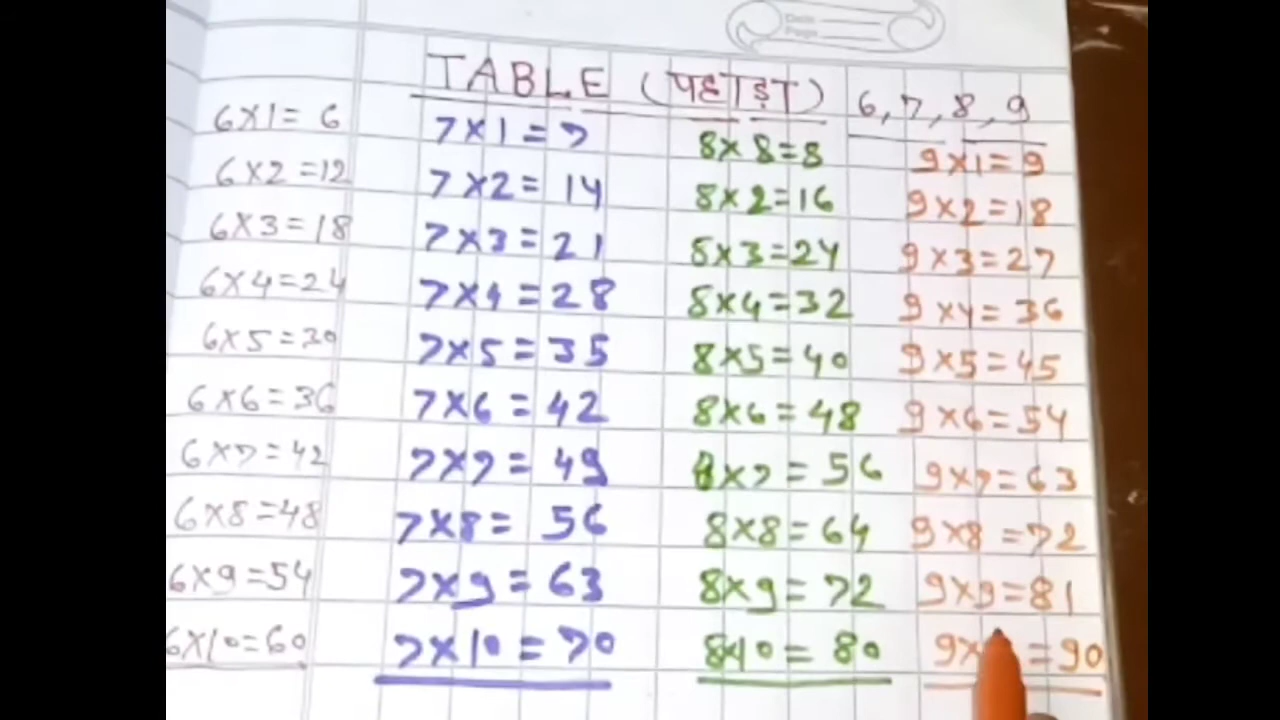 Date
Page
TABLE (पहाड़ा) 6, 7, 8, 9
6x1= 6
6x2=12
6x3=18
6x4=24
6x5=30
6x6=36
6x7=42
6x8=48
6x9=54
6x10=60
7x1=7
7x2= 14
7x3= 21
7x4=28
7x5=35
7x6=42
7x7= 49
7x8= 56
7x9=63
7x10=70
8x8=8
8x2=16
8x3=24
8x4=32
8x5=40
8x6=48
8x7=56
8x8=64
8x9=72
8x10=80
9x1=9
9x2=18
9x3=27
9x4=36
9x5=45
9x6=54
9x7=63
9x8=72
9x9=81
9x =90